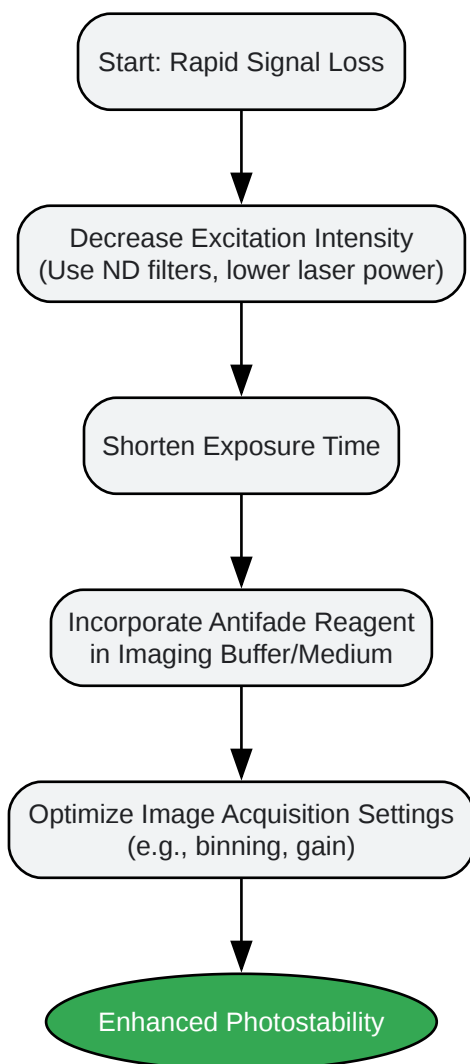 Start: Rapid Signal Loss
Decrease Excitation Intensity
(Use ND filters, lower laser power)
Shorten Exposure Time
Incorporate Antifade Reagent
in Imaging Buffer/Medium
Optimize Image Acquisition Settings
(e.g., binning, gain)
Enhanced Photostability